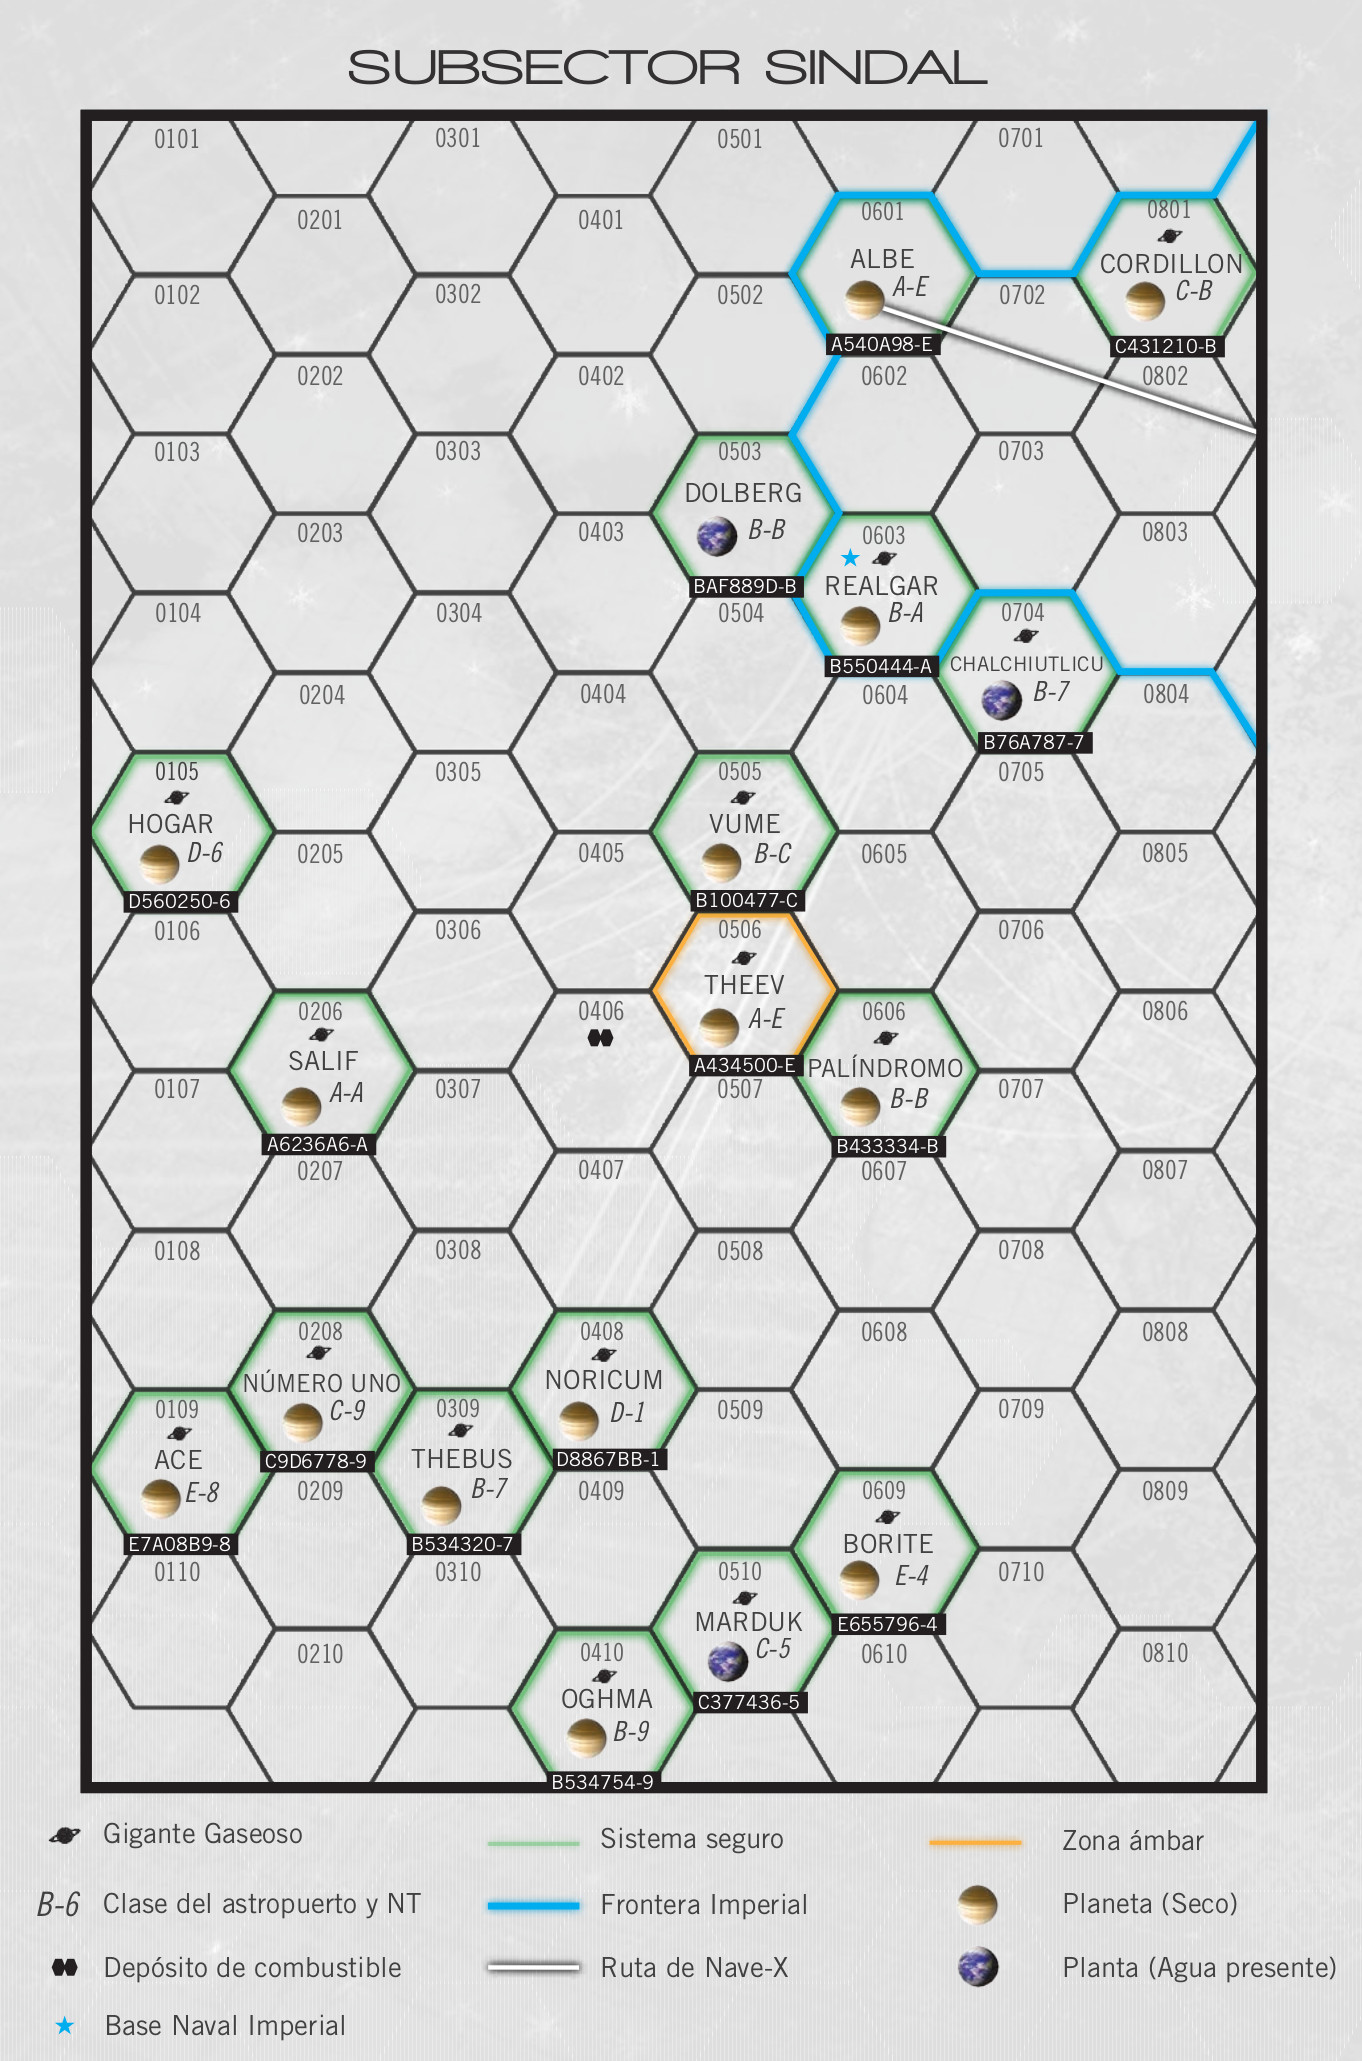 SUBSECTOR SINDAL
0101
0301
0501
0701
0201
0401
0601
ALBE
A-E
A540A98-E
0801
CORDILLON
C-B
C431210-B
0102
0302
0502
0702
0202
0402
0602
0802
0103
0303
0503
DOLBERG
B-B
BAF889D-B
0703
0203
0403
0603
REALGAR
B-A
B550444-A
0803
0104
0304
0504
0704
CHALCHIUTLICU
B-7
B76A787-7
0204
0404
0604
0804
0105
HOGAR
D-6
D560250-6
0305
0505
VUME
B-C
B100477-C
0705
0205
0405
0605
0805
0106
0306
0506
THEEV
A-E
A434500-E
0706
0206
SALIF
A-A
A6236A6-A
0406
0606
PALÍNDROMO
B-B
B433334-B
0806
0107
0307
0507
0707
0207
0407
0607
0807
0108
0308
0508
0708
0208
NÚMERO UNO
C-9
C9D6778-9
0408
NORICUM
D-1
D8867BB-1
0608
0808
0109
ACE
E-8
E7A08B9-8
0309
THEBUS
B-7
B534320-7
0509
0709
0209
0409
0609
BORITE
E-4
E655796-4
0809
0110
0310
0510
MARDUK
C-5
C377436-5
0710
0210
0410
OGHMA
B-9
B534754-9
0610
0810
Gigante Gaseoso
Sistema seguro
Zona ámbar
B-6 Clase del astropuerto y NT
Frontera Imperial
Planeta (Seco)
Depósito de combustible
Ruta de Nave-X
Planta (Agua presente)
Base Naval Imperial